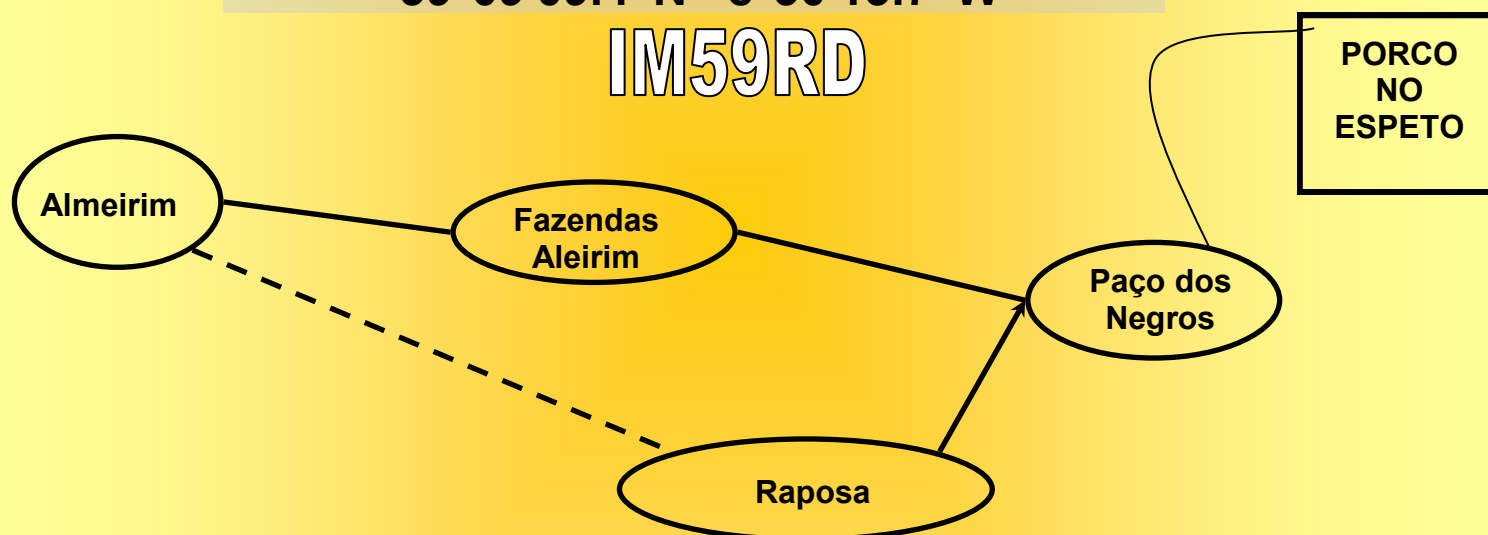 IM59RD
PORCO
NO
ESPETO
Almeirim
Fazendas
Aleirim
Paço dos
Negros
Raposa